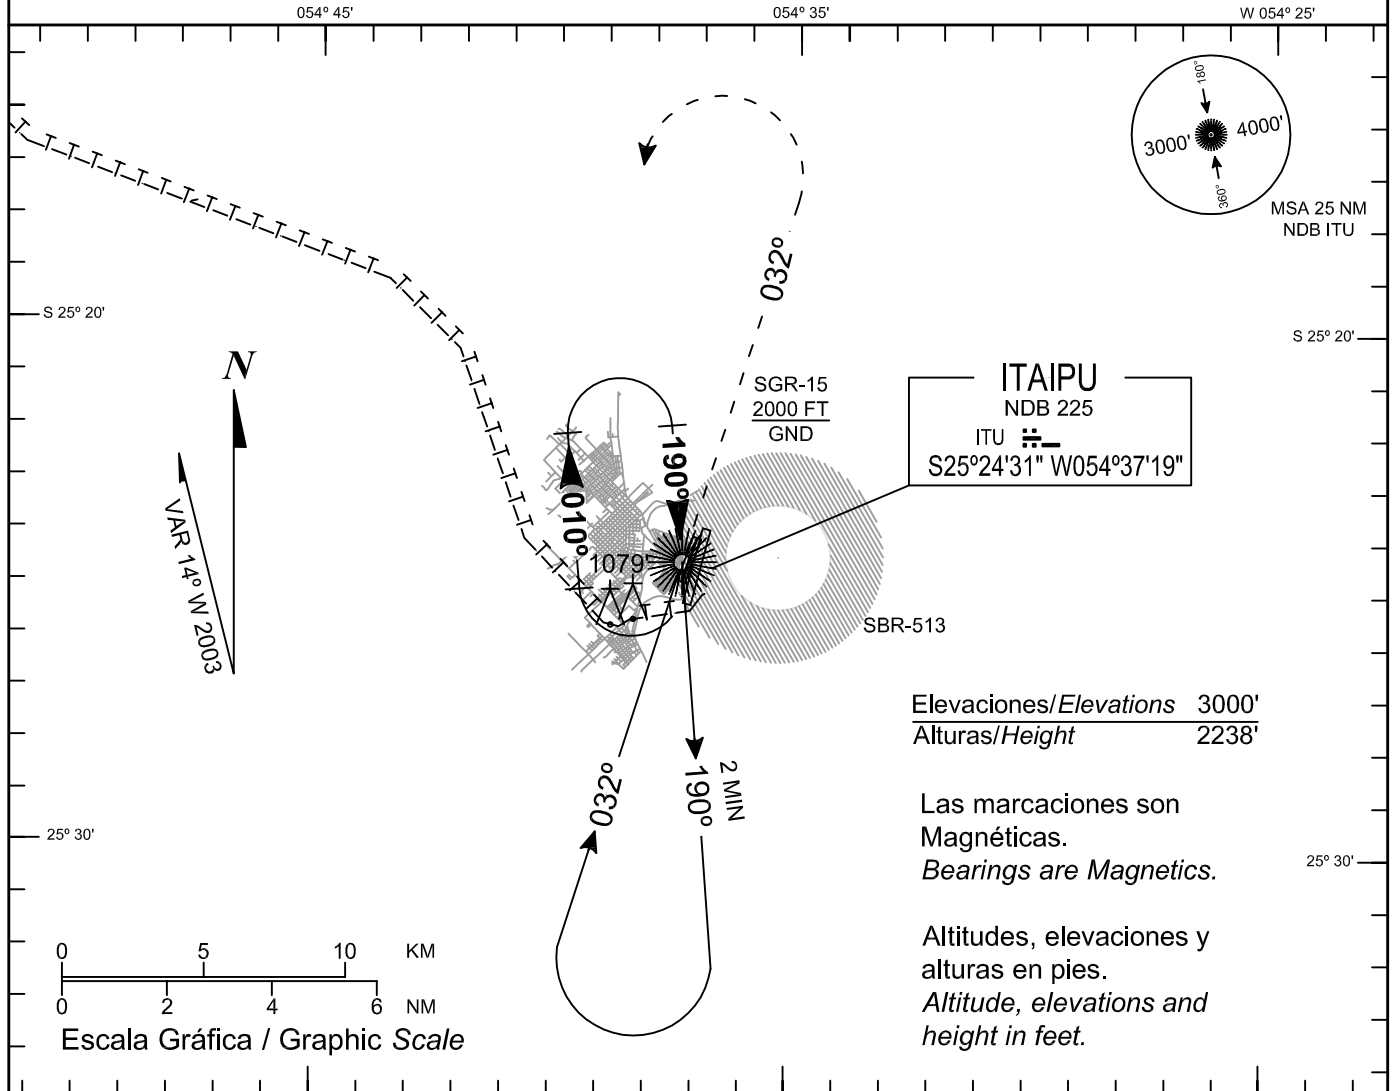 054º 45'
054º 35'
W 054º 25'
180º
3000'
4000'
360º
MSA 25 NM
NDB ITU
032º
S 25º 20'
S 25º 20'
N
VAR 14º W 2003
SGR-15
2000 FT
GND
ITAIPU
NDB 225
ITU
S25º24'31" W054º37'19"
190º
010º
1079'
SBR-513
Elevaciones/Elevations 3000'
Alturas/Height 2238'
032º
190º
2 MIN
Las marcaciones son
Magnéticas.
Bearings are Magnetics.
25º 30'
25º 30'
Altitudes, elevaciones y
alturas en pies.
Altitude, elevations and
height in feet.
0 5 10 KM
0 2 4 6 NM
Escala Gráfica / Graphic Scale